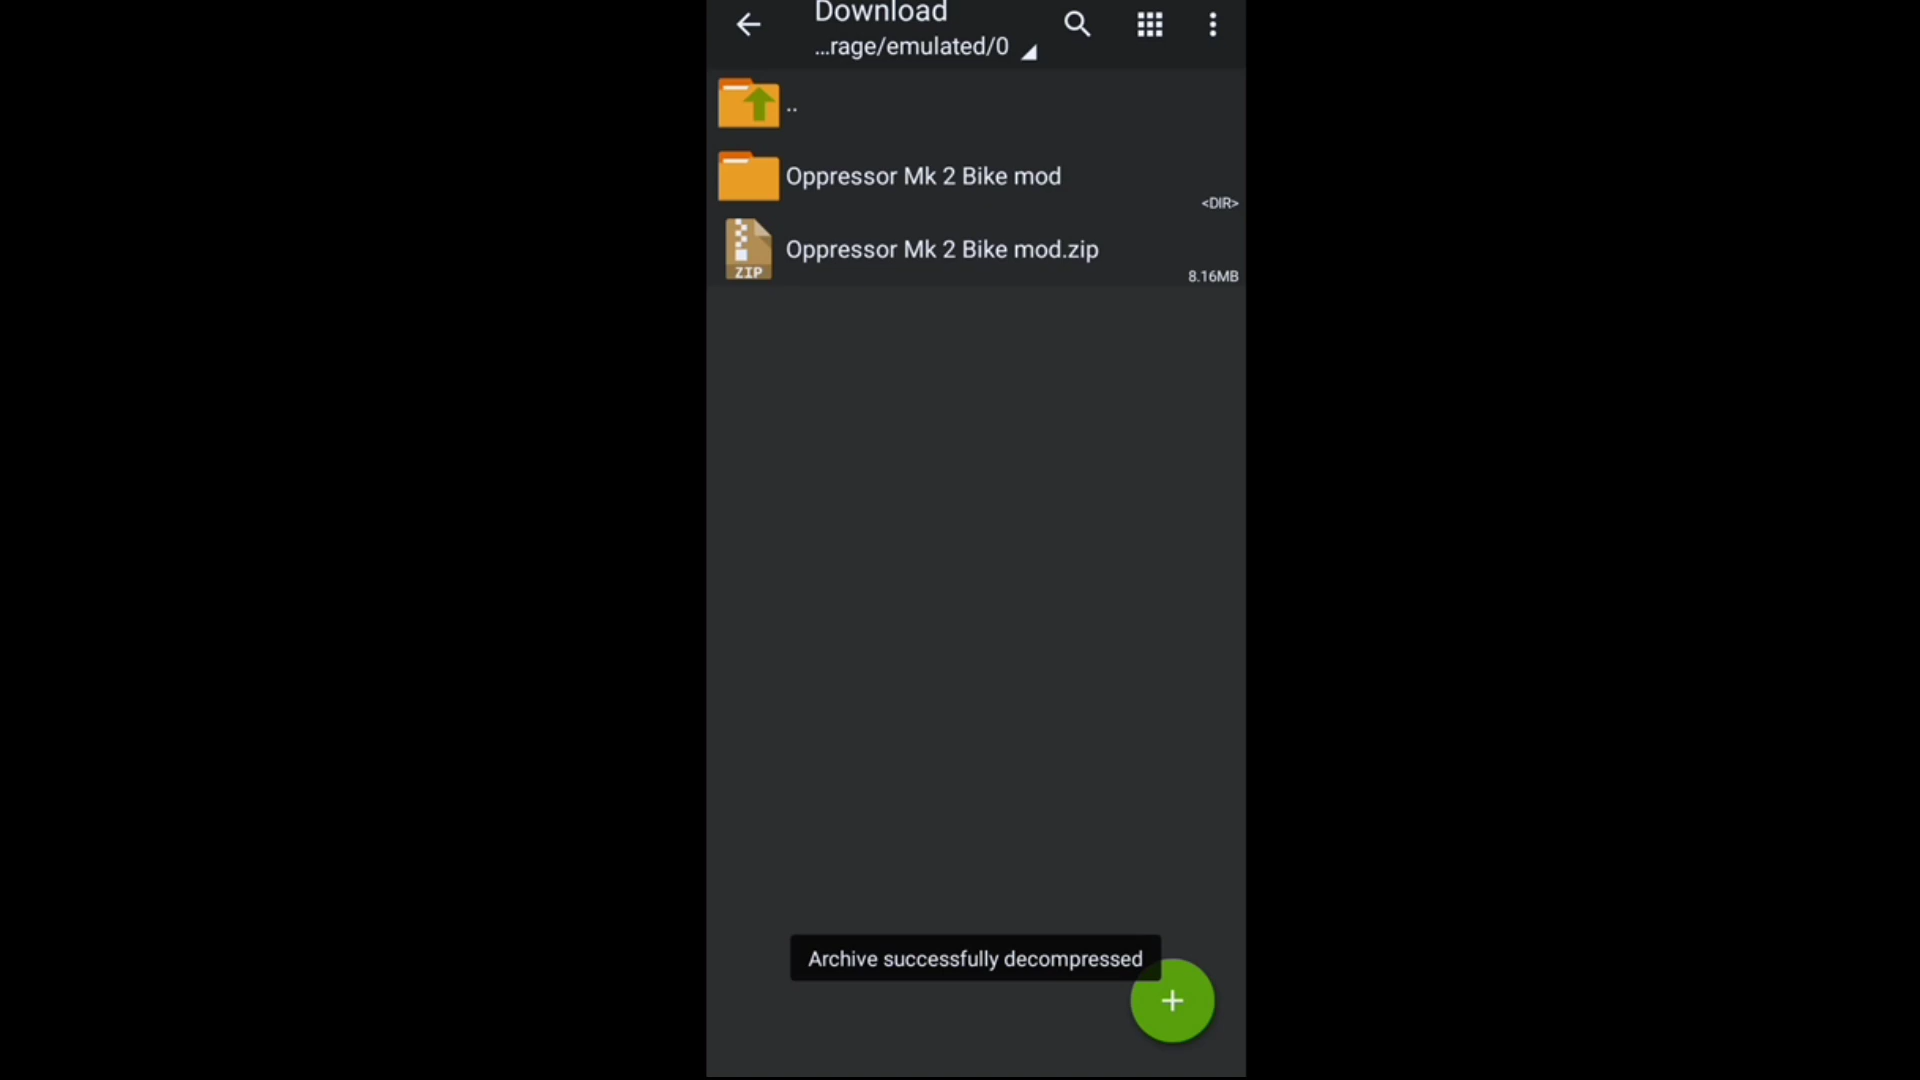 Download
...rage/emulated/0
..
Oppressor Mk 2 Bike mod
<DIR>
Oppressor Mk 2 Bike mod.zip
ZIP
8.16MB
Archive successfully decompressed